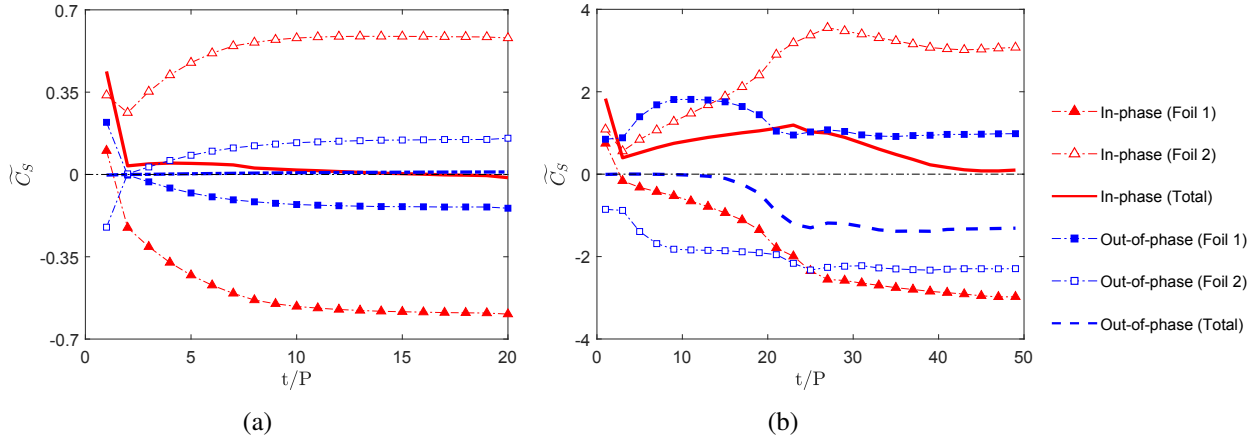 0.7
0.35
0
-0.35
-0.7
C̃_S
0 5 10 15 20
t/P
(a)
4
2
0
-2
-4
C̃_S
0 10 20 30 40 50
t/P
(b)
In-phase (Foil 1)
In-phase (Foil 2)
In-phase (Total)
Out-of-phase (Foil 1)
Out-of-phase (Foil 2)
Out-of-phase (Total)